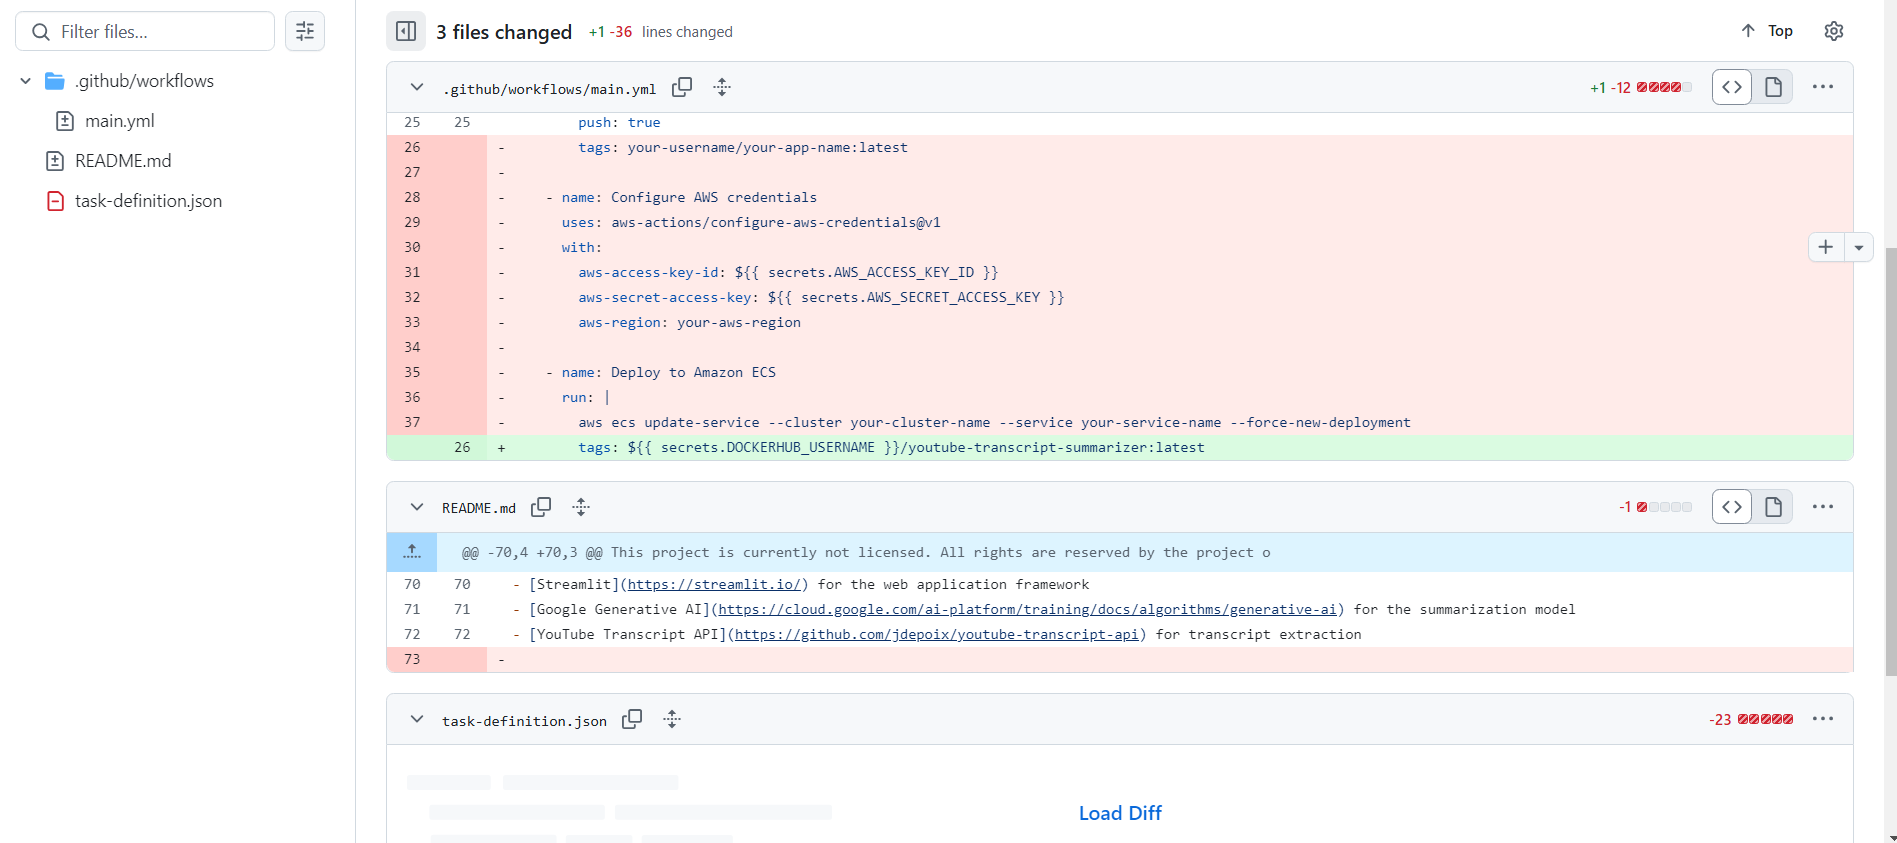 Filter files...
.github/workflows
main.yml
README.md
task-definition.json
3 files changed +1 -36 lines changed
Top
.github/workflows/main.yml +1 -12
25 25 push: true
26 - tags: your-username/your-app-name:latest
27 -
28 - - name: Configure AWS credentials
29 - uses: aws-actions/configure-aws-credentials@v1
30 - with:
31 - aws-access-key-id: ${{ secrets.AWS_ACCESS_KEY_ID }}
32 - aws-secret-access-key: ${{ secrets.AWS_SECRET_ACCESS_KEY }}
33 - aws-region: your-aws-region
34 -
35 - - name: Deploy to Amazon ECS
36 - run: |
37 - aws ecs update-service --cluster your-cluster-name --service your-service-name --force-new-deployment
26 + tags: ${{ secrets.DOCKERHUB_USERNAME }}/youtube-transcript-summarizer:latest
README.md -1
@@ -70,4 +70,3 @@ This project is currently not licensed. All rights are reserved by the project o
70 70 - [Streamlit](https://streamlit.io/) for the web application framework
71 71 - [Google Generative AI](https://cloud.google.com/ai-platform/training/docs/algorithms/generative-ai) for the summarization model
72 72 - [YouTube Transcript API](https://github.com/jdepoix/youtube-transcript-api) for transcript extraction
73 -
task-definition.json -23
Load Diff